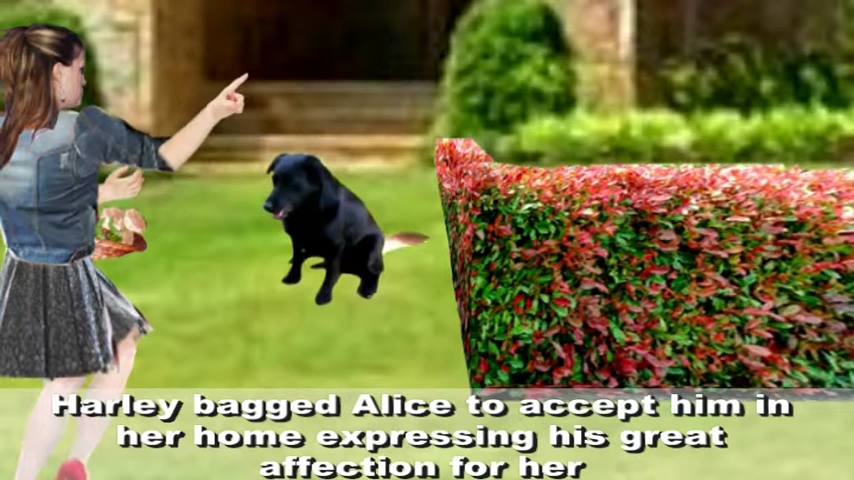 Harley bagged Alice to accept him in
her home expressing his great
affection for her